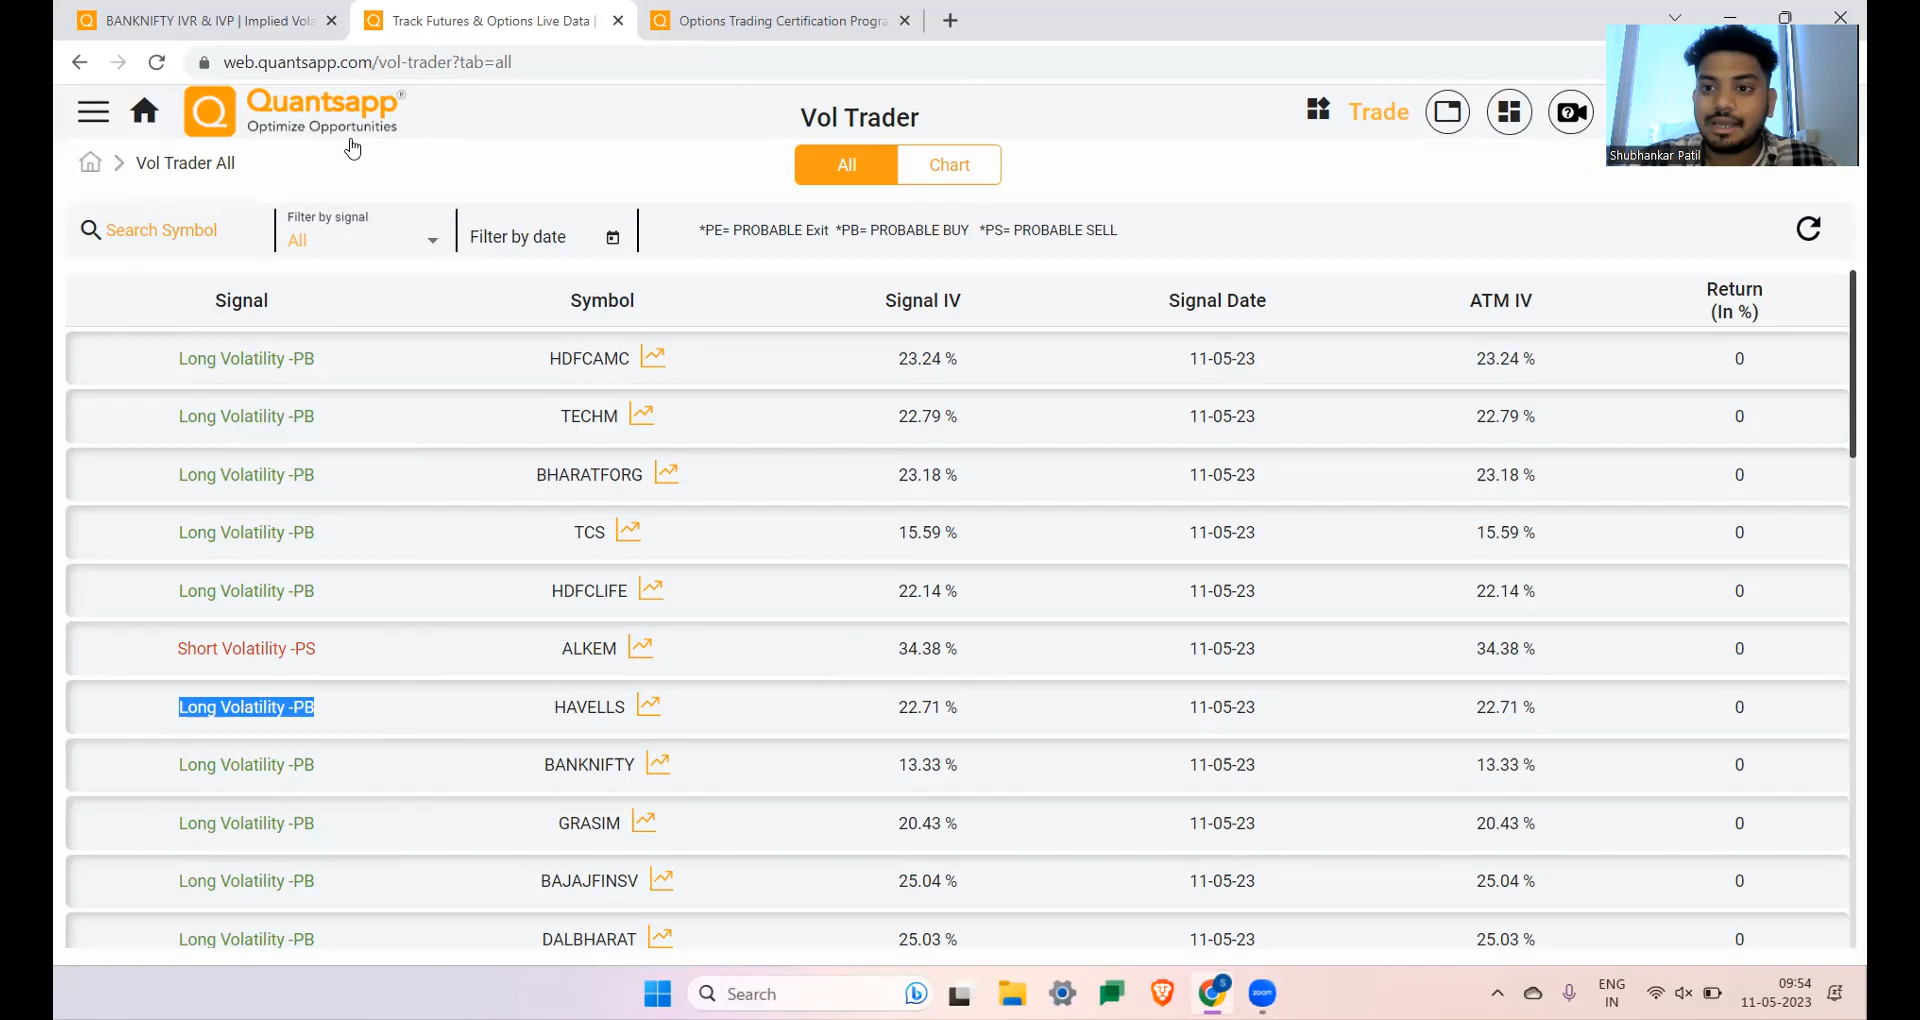 BANKNIFTY IVR & IVP | Implied Vola
Track Futures & Options Live Data |
Options Trading Certification Progra
web.quantsapp.com/vol-trader?tab=all
Quantsapp®
Optimize Opportunities
Vol Trader
Trade
Shubhankar Patil
Vol Trader All
All Chart
Search Symbol
Filter by signal
All
Filter by date
*PE= PROBABLE Exit *PB= PROBABLE BUY *PS= PROBABLE SELL
Signal Symbol Signal IV Signal Date ATM IV Return (In %)
Long Volatility -PB HDFCAMC 23.24 % 11-05-23 23.24 % 0
Long Volatility -PB TECHM 22.79 % 11-05-23 22.79 % 0
Long Volatility -PB BHARATFORG 23.18 % 11-05-23 23.18 % 0
Long Volatility -PB TCS 15.59 % 11-05-23 15.59 % 0
Long Volatility -PB HDFCLIFE 22.14 % 11-05-23 22.14 % 0
Short Volatility -PS ALKEM 34.38 % 11-05-23 34.38 % 0
Long Volatility -PB HAVELLS 22.71 % 11-05-23 22.71 % 0
Long Volatility -PB BANKNIFTY 13.33 % 11-05-23 13.33 % 0
Long Volatility -PB GRASIM 20.43 % 11-05-23 20.43 % 0
Long Volatility -PB BAJAJFINSV 25.04 % 11-05-23 25.04 % 0
Long Volatility -PB DALBHARAT 25.03 % 11-05-23 25.03 % 0
Search
zoom
S
ENG
IN
09:54
11-05-2023